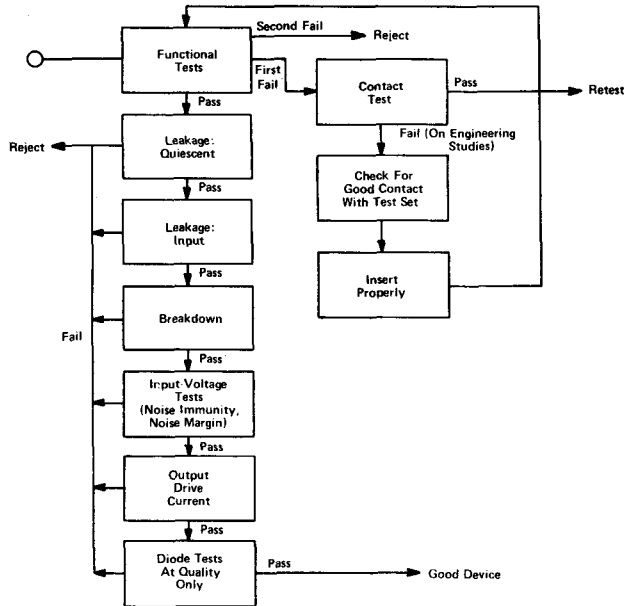 Second Fail
Reject
Functional
Tests
First
Fail
Contact
Test
Pass
Retest
Pass
Fail (On Engineering
Studies)
Reject
Leakage:
Quiescent
Check For
Good Contact
With Test Set
Pass
Leakage:
Input
Insert
Properly
Pass
Breakdown
Fail
Pass
Input-Voltage
Tests
(Noise Immunity,
Noise Margin)
Pass
Output
Drive
Current
Pass
Diode Tests
At Quality
Only
Pass
Good Device